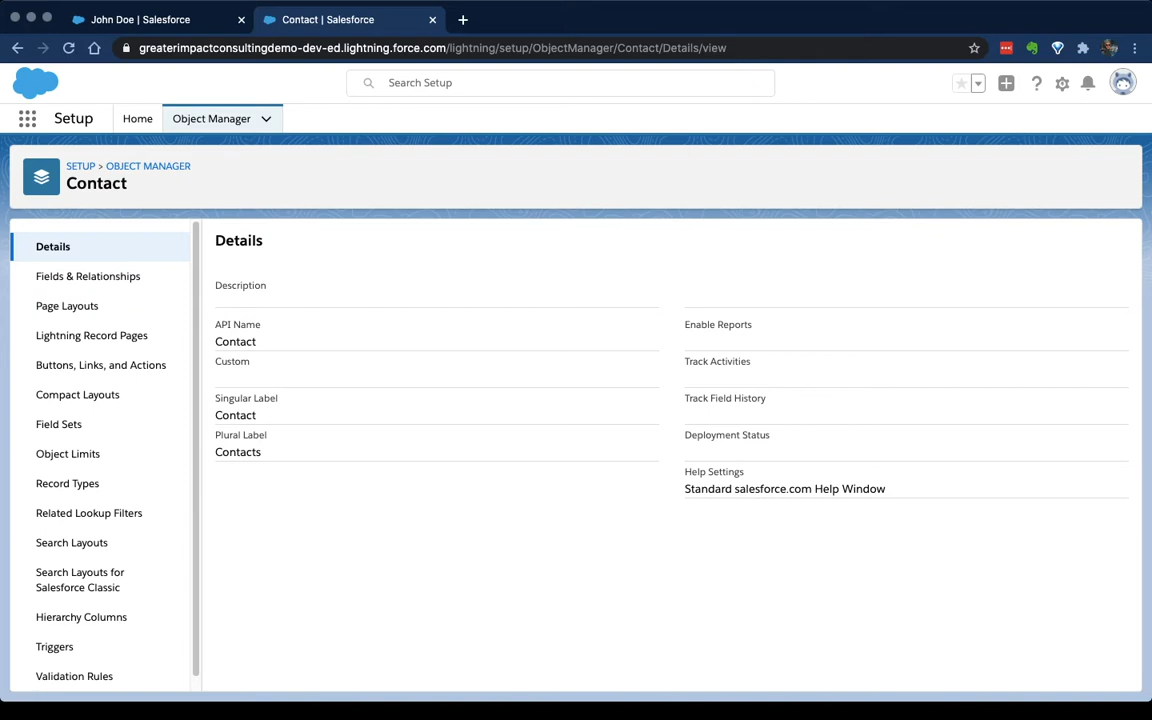 John Doe | Salesforce
Contact | Salesforce
greaterimpactconsultingdemo-dev-ed.lightning.force.com/lightning/setup/ObjectManager/Contact/Details/view
Search Setup
Setup
Home
Object Manager
SETUP > OBJECT MANAGER
Contact
Details
Fields & Relationships
Page Layouts
Lightning Record Pages
Buttons, Links, and Actions
Compact Layouts
Field Sets
Object Limits
Record Types
Related Lookup Filters
Search Layouts
Search Layouts for
Salesforce Classic
Hierarchy Columns
Triggers
Validation Rules
Details
Description
API Name
Contact
Custom
Singular Label
Contact
Plural Label
Contacts
Enable Reports
Track Activities
Track Field History
Deployment Status
Help Settings
Standard salesforce.com Help Window